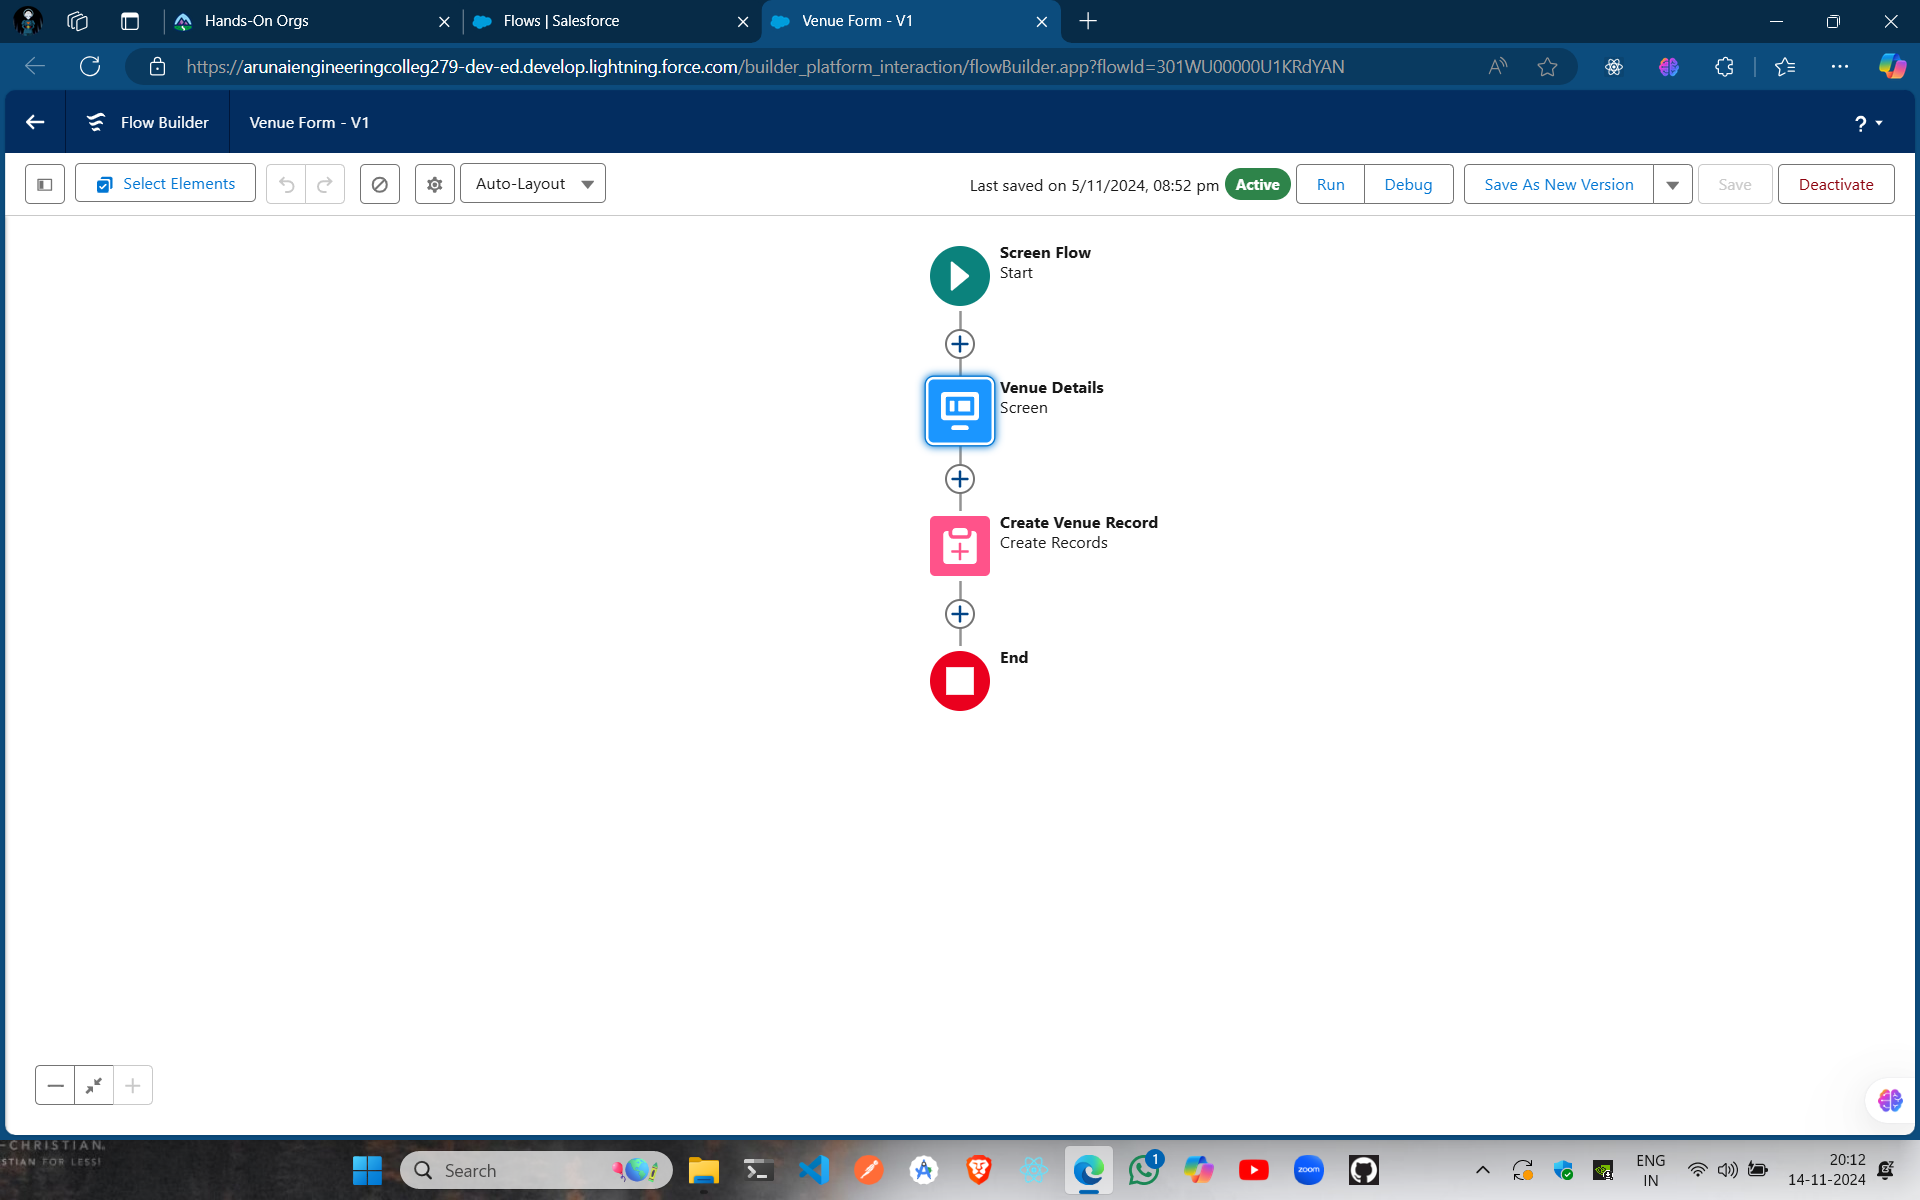 Hands-On Orgs
Flows | Salesforce
Venue Form - V1
https://arunaiengineeringcolleg279-dev-ed.develop.lightning.force.com/builder_platform_interaction/flowBuilder.app?flowId=301WU00000U1KRdYAN
Flow Builder
Venue Form - V1
?
Select Elements
Auto-Layout
Last saved on 5/11/2024, 08:52 pm
Active
Run
Debug
Save As New Version
Save
Deactivate
Screen Flow
Start
Venue Details
Screen
Create Venue Record
Create Records
End
-CHRISTIAN.
STIAN FOR LESS!
Search
zoom
1
ENG
IN
20:12
14-11-2024